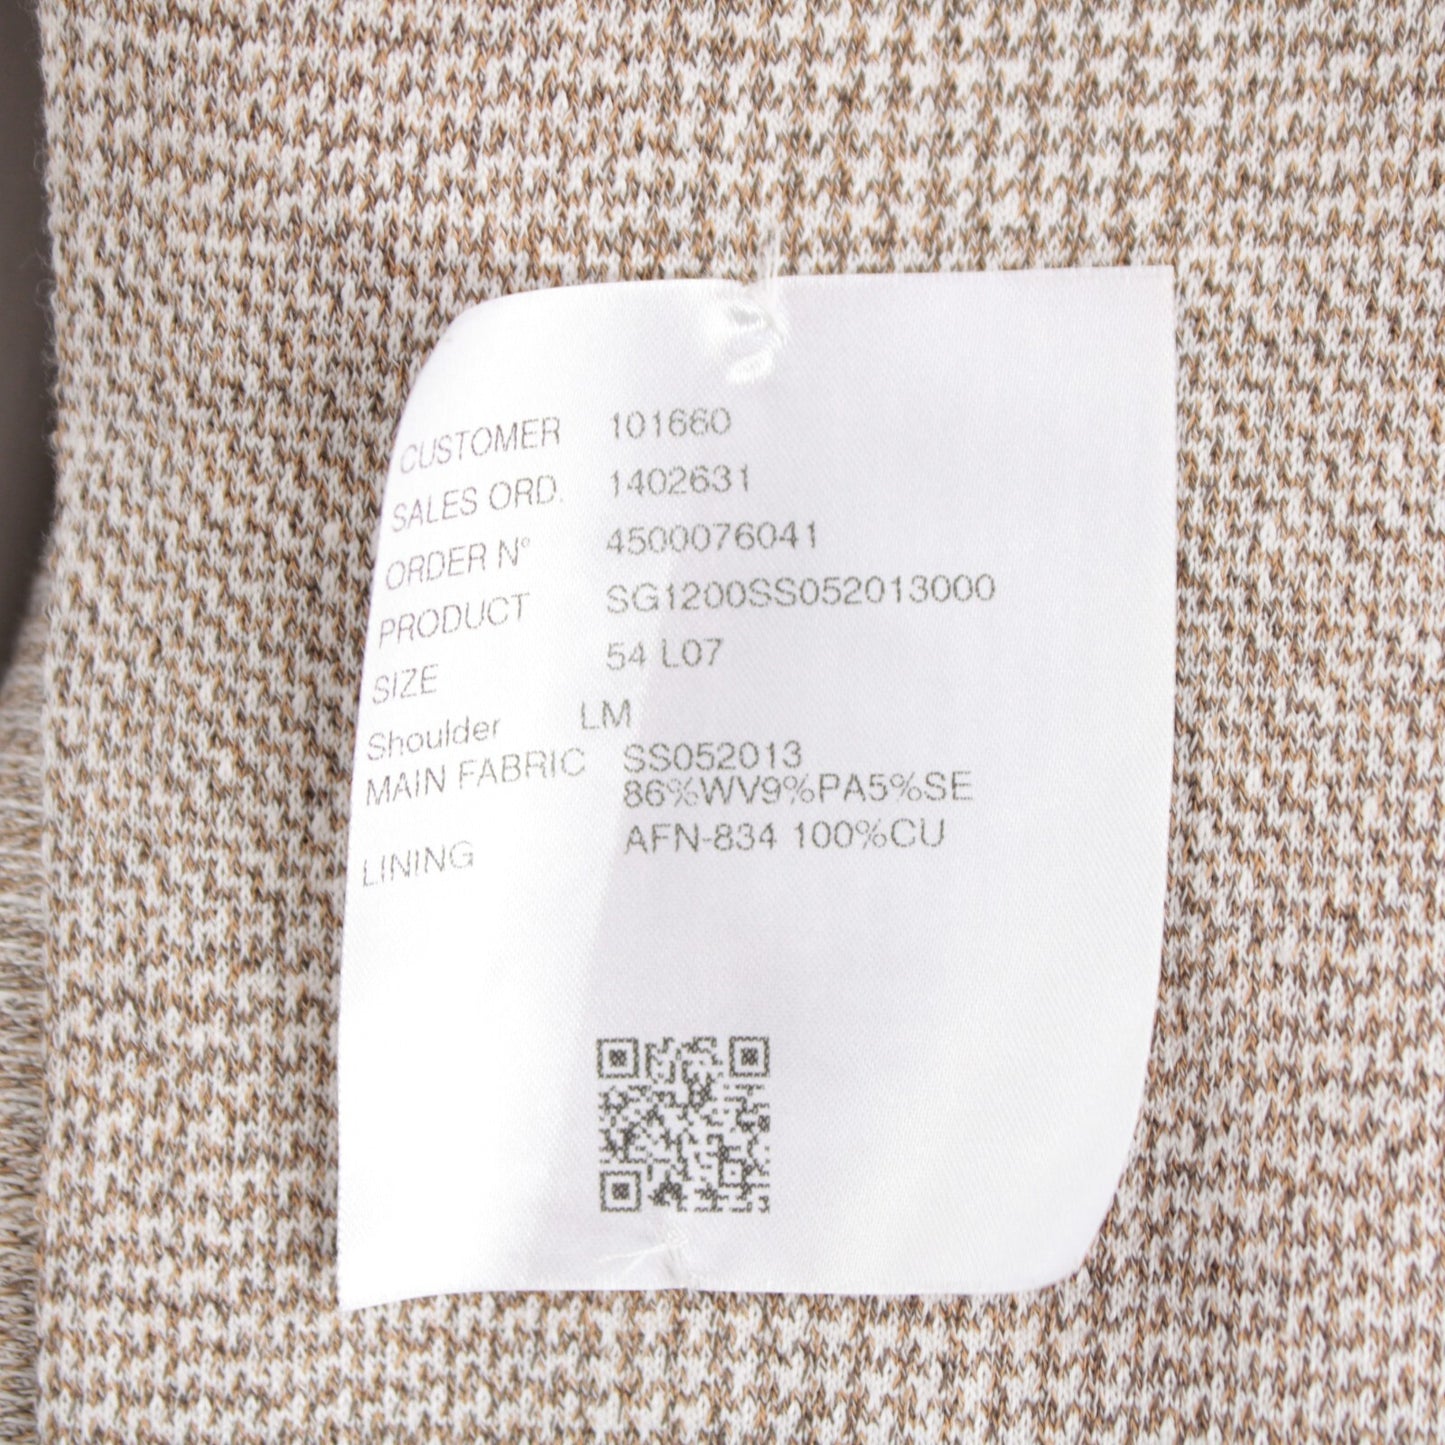 CUSTOMER 101660
SALES ORD. 1402631
ORDER N° 4500076041
PRODUCT SG1200SS052013000
SIZE 54 L07
Shoulder LM
MAIN FABRIC SS052013
86%WV9%PA5%SE
LINING AFN-834 100%CU